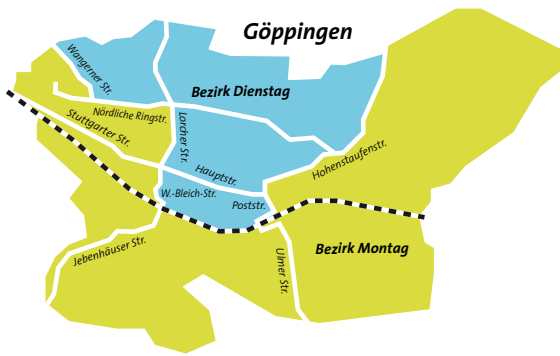 Göppingen
Wangerner Str.
Bezirk Dienstag
Nördliche Ringstr.
Stuttgarter Str.
Lorcher Str.
Hauptstr.
Hohenstaufenstr.
W.-Bleich-Str.
Poststr.
Jebenhäuser Str.
Ulmer Str.
Bezirk Montag